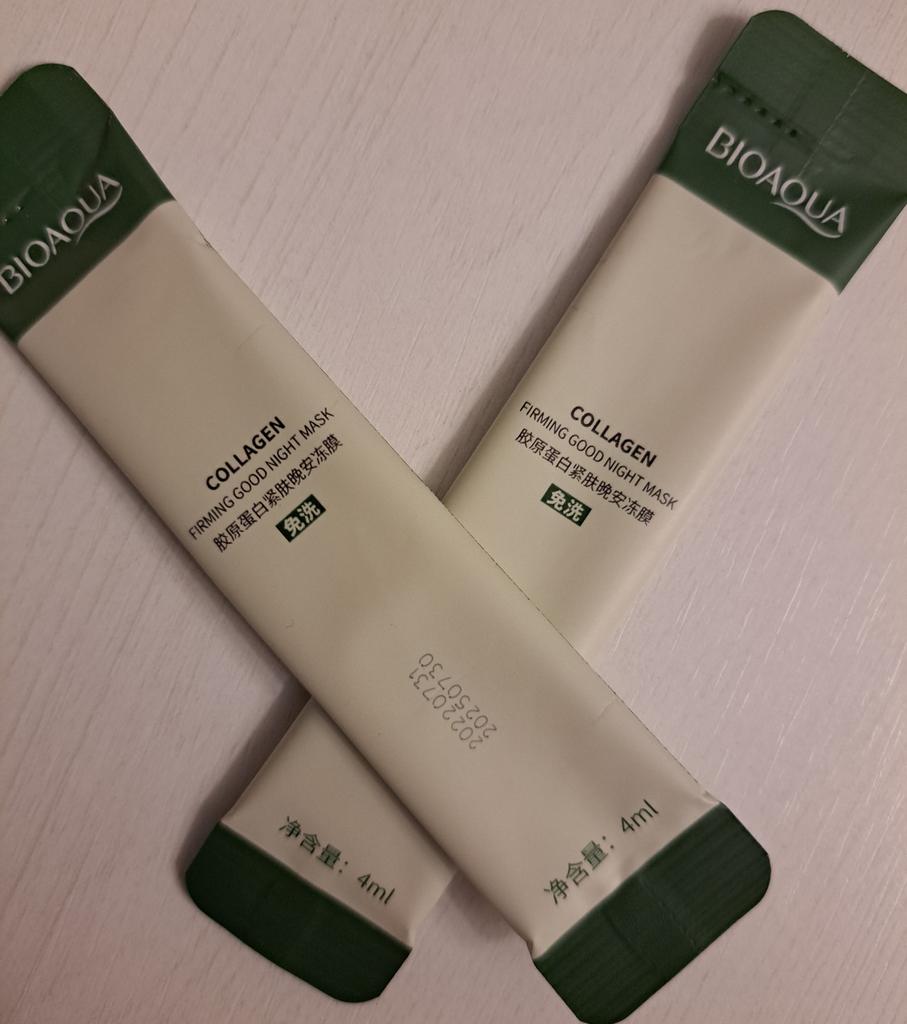 BIOAQUA
COLLAGEN
FIRMING GOOD NIGHT MASK
胶原蛋白紧肤晚安冻膜
免洗
20220731
20250730
净含量：4ml
BIOAQUA
COLLAGEN
FIRMING GOOD NIGHT MASK
胶原蛋白紧肤晚安冻膜
免洗
净含量：4ml